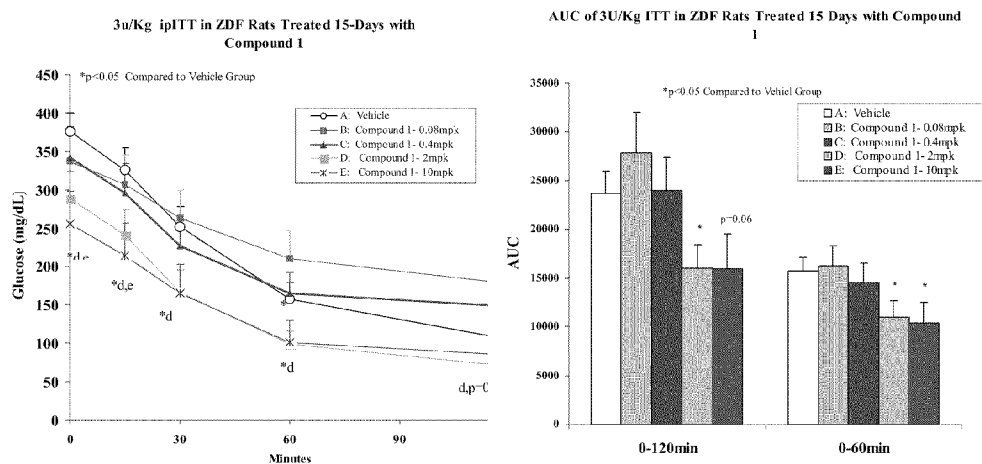 3u/Kg ipITT in ZDF Rats Treated 15-Days with
Compound 1
*p<0.05 Compared to Vehicle Group
A: Vehicle
B: Compound 1- 0.08mpk
C: Compound 1- 0.4mpk
D: Compound 1- 2mpk
E: Compound 1- 10mpk
Glucose (mg/dL)
450
400
350
300
250
200
150
100
50
0
*d,e
*d,e
*d
*
*d
d,p=0
0
30
60
90
Minutes
AUC of 3U/Kg ITT in ZDF Rats Treated 15 Days with Compound
1
*p<0.05 Compared to Vehiel Group
A: Vehicle
B: Compound 1- 0.08mpk
C: Compound 1- 0.4mpk
D: Compound 1- 2mpk
E: Compound 1- 10mpk
AUC
35000
30000
25000
20000
15000
10000
5000
0
*
p=0.06
*
*
0-120min
0-60min